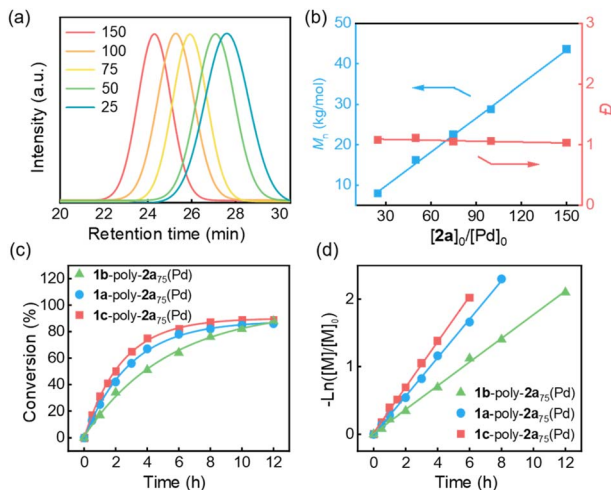 (a)
Intensity (a.u.)
150
100
75
50
25
20 22 24 26 28 30
Retention time (min)
(b)
Mn (kg/mol)
50
40
30
20
10
3
2
1
0
Đ
30 60 90 120 150
[2a]0/[Pd]0
(c)
Conversion (%)
120
100
80
60
40
20
0
1b-poly-2a75(Pd)
1a-poly-2a75(Pd)
1c-poly-2a75(Pd)
0 2 4 6 8 10 12
Time (h)
(d)
-Ln([M]/[M]0)
2
1
0
1b-poly-2a75(Pd)
1a-poly-2a75(Pd)
1c-poly-2a75(Pd)
0 2 4 6 8 10 12
Time (h)